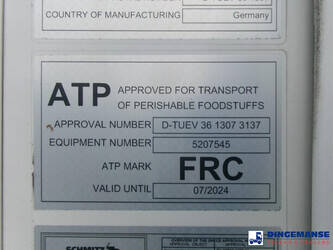 COUNTRY OF MANUFACTURING Germany
ATP APPROVED FOR TRANSPORT
OF PERISHABLE FOODSTUFFS
APPROVAL NUMBER D-TUEV 36 1307 3137
EQUIPMENT NUMBER 5207545
ATP MARK FRC
VALID UNTIL 07/2024
SCHMITZ
DINGEMANSE